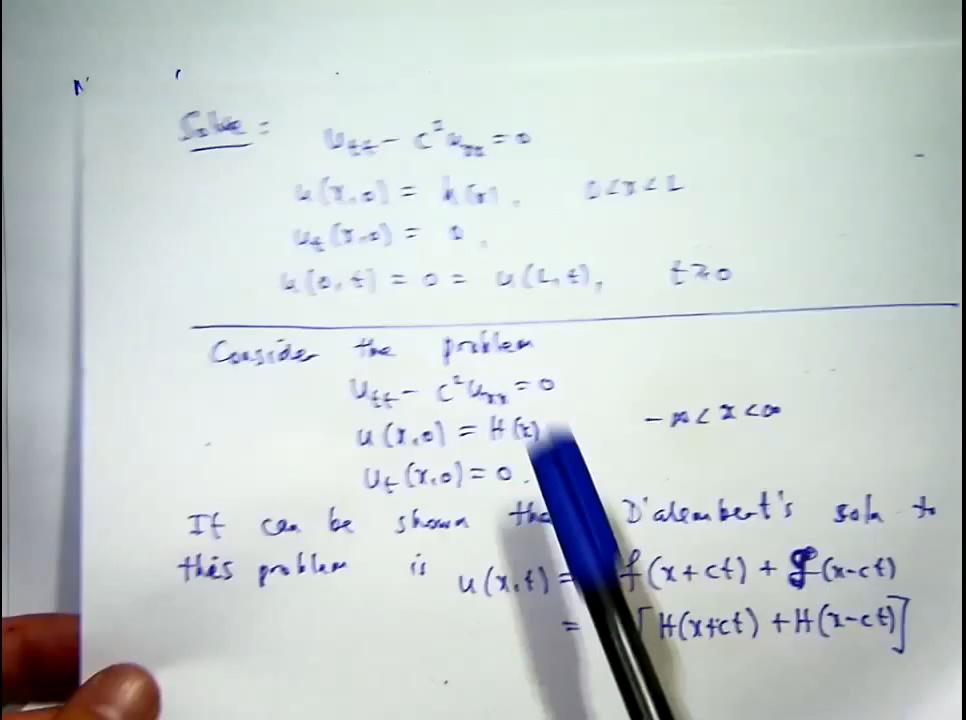 Solve :
u_tt - c²u_xx = 0
u(x,0) = h(x), 0<x<L
u_t(x,0) = 0,
u(0,t) = 0 = u(L,t), t≥0
Consider the problem
u_tt - c²u_xx = 0
u(x,0) = H(x) -∞<x<∞
u_t(x,0) = 0.
It can be shown D'alembert's soln to
this problem is u(x,t) = f(x+ct) + g(x-ct)
= [H(x+ct) + H(x-ct)]